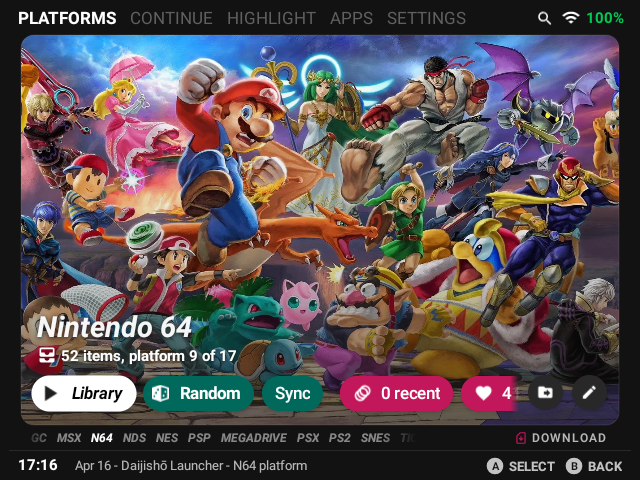 PLATFORMS CONTINUE HIGHLIGHT APPS SETTINGS 100%
Nintendo 64
52 items, platform 9 of 17
Library Random Sync 0 recent 4
GC MSX N64 NDS NES PSP MEGADRIVE PSX PS2 SNES DOWNLOAD
17:16 Apr 16 - Daijishō Launcher - N64 platform A SELECT B BACK